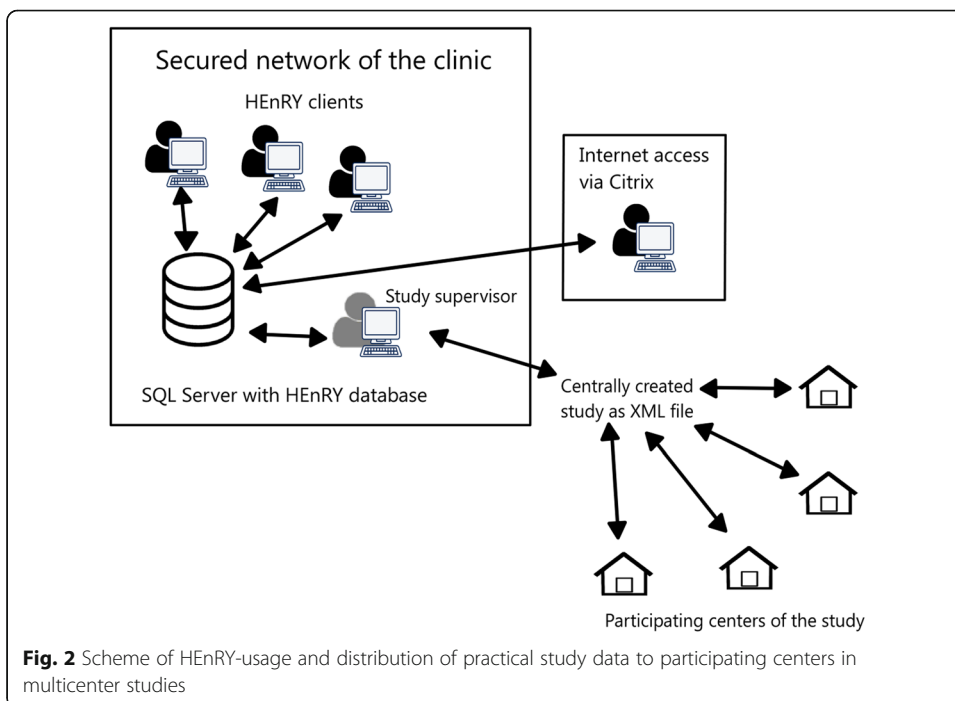 Secured network of the clinic
HEnRY clients
Internet access
via Citrix
Study supervisor
SQL Server with HEnRY database
Centrally created
study as XML file
Participating centers of the study
Fig. 2 Scheme of HEnRY-usage and distribution of practical study data to participating centers in
multicenter studies